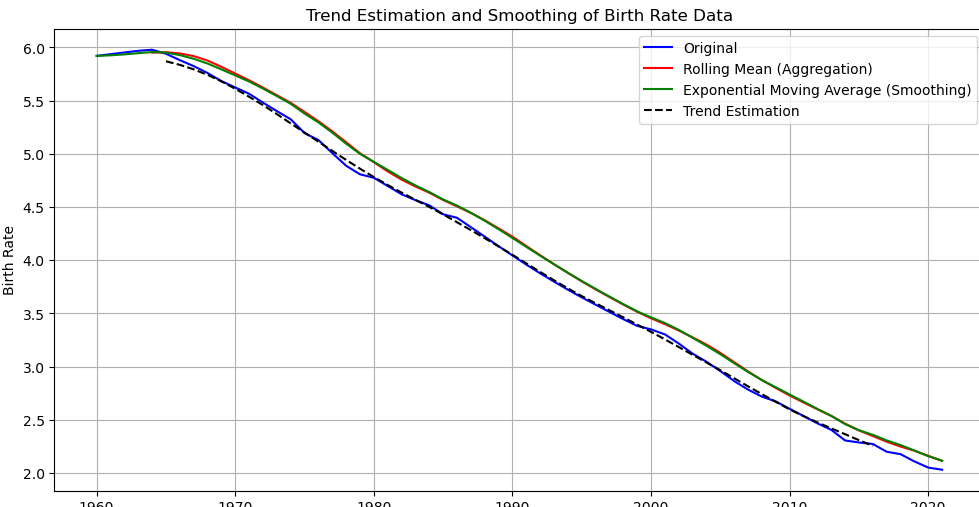 Trend Estimation and Smoothing of Birth Rate Data
Original
Rolling Mean (Aggregation)
Exponential Moving Average (Smoothing)
Trend Estimation
Birth Rate
6.0
5.5
5.0
4.5
4.0
3.5
3.0
2.5
2.0
1960 1970 1980 1990 2000 2010 2020